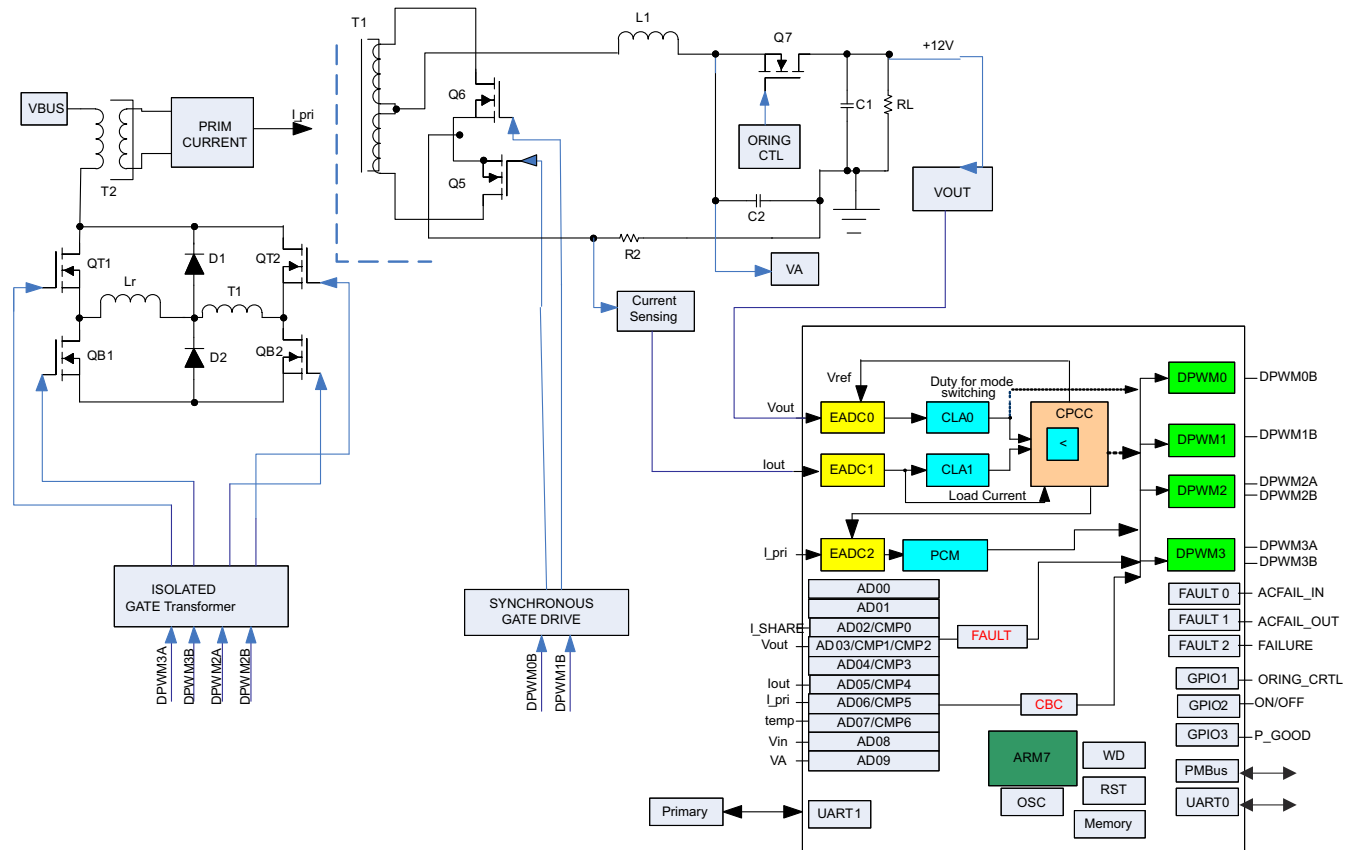 T1
L1
Q7
+12V
VBUS
PRIM
CURRENT
I_pri
T2
Q6
Q5
ORING
CTL
C1
RL
VOUT
C2
R2
VA
Current
Sensing
QT1
D1
QT2
Lr
T1
QB1
D2
QB2
ISOLATED
GATE Transformer
DPWM3A
DPWM3B
DPWM2A
DPWM2B
SYNCHRONOUS
GATE DRIVE
DPWM0B
DPWM1B
Vref
Duty for mode
switching
Vout
EADC0
CLA0
CPCC
<
Iout
EADC1
CLA1
Load Current
I_pri
EADC2
PCM
DPWM0
DPWM0B
DPWM1
DPWM1B
DPWM2
DPWM2A
DPWM2B
DPWM3
DPWM3A
DPWM3B
AD00
AD01
I_SHARE
AD02/CMP0
Vout
AD03/CMP1/CMP2
AD04/CMP3
Iout
AD05/CMP4
I_pri
AD06/CMP5
temp
AD07/CMP6
Vin
AD08
VA
AD09
FAULT
CBC
FAULT 0
ACFAIL_IN
FAULT 1
ACFAIL_OUT
FAULT 2
FAILURE
GPIO1
ORING_CRTL
GPIO2
ON/OFF
GPIO3
P_GOOD
ARM7
WD
RST
OSC
Memory
PMBus
UART0
Primary
UART1